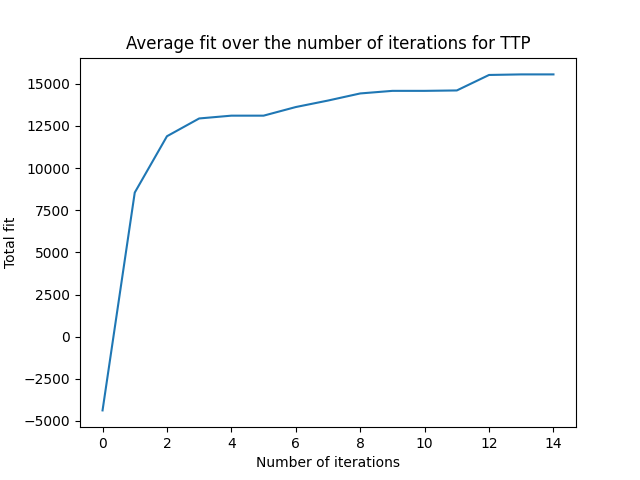 Average fit over the number of iterations for TTP
15000
12500
10000
7500
5000
2500
0
−2500
−5000
Total fit
0 2 4 6 8 10 12 14
Number of iterations